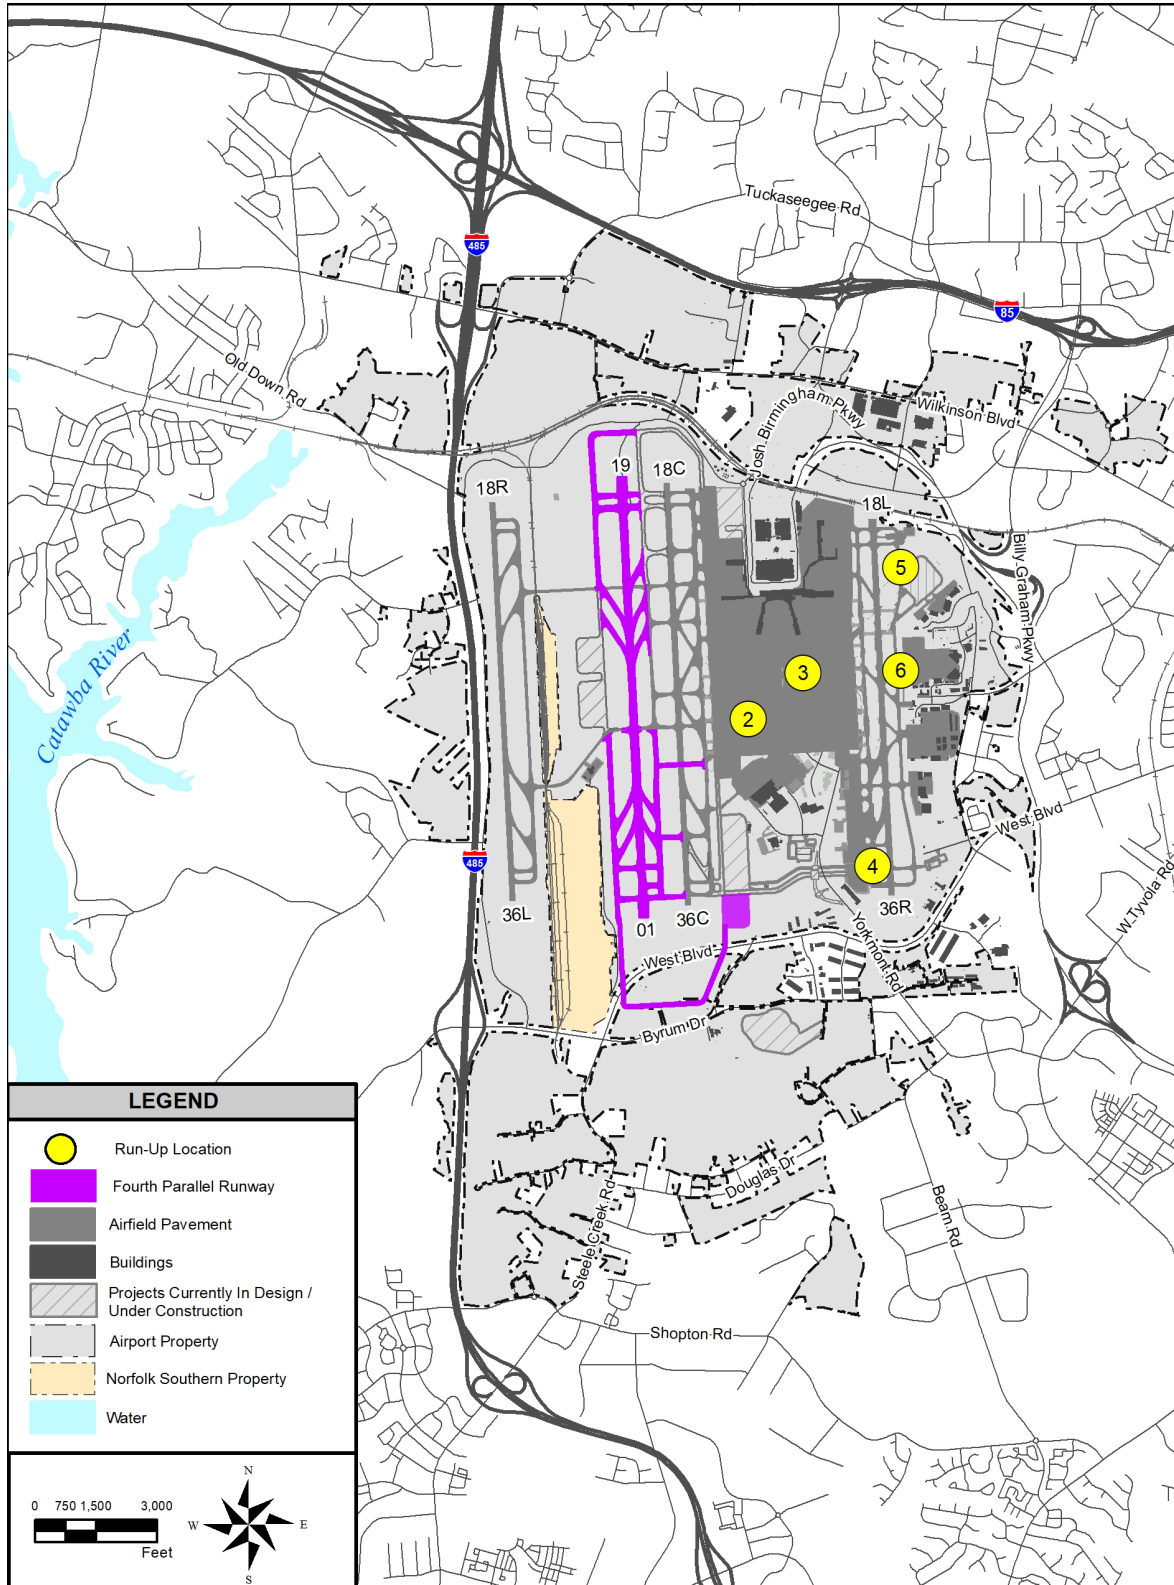 Tuckaseegee Rd
485
85
Old Down Rd
Josh Birmingham Pkwy
Wilkinson Blvd
19
18C
18R
18L
Billy Graham Pkwy
5
Catawba River
3
6
2
West Blvd
485
4
W Tyvola Rd
36L
36C
36R
01
Yorkmont Rd
West Blvd
Byrum Dr
Douglas Dr
Steele Creek Rd
Beam Rd
Shopton Rd
LEGEND
Run-Up Location
Fourth Parallel Runway
Airfield Pavement
Buildings
Projects Currently In Design /
Under Construction
Airport Property
Norfolk Southern Property
Water
0 750 1,500 3,000
Feet
N
W E
S